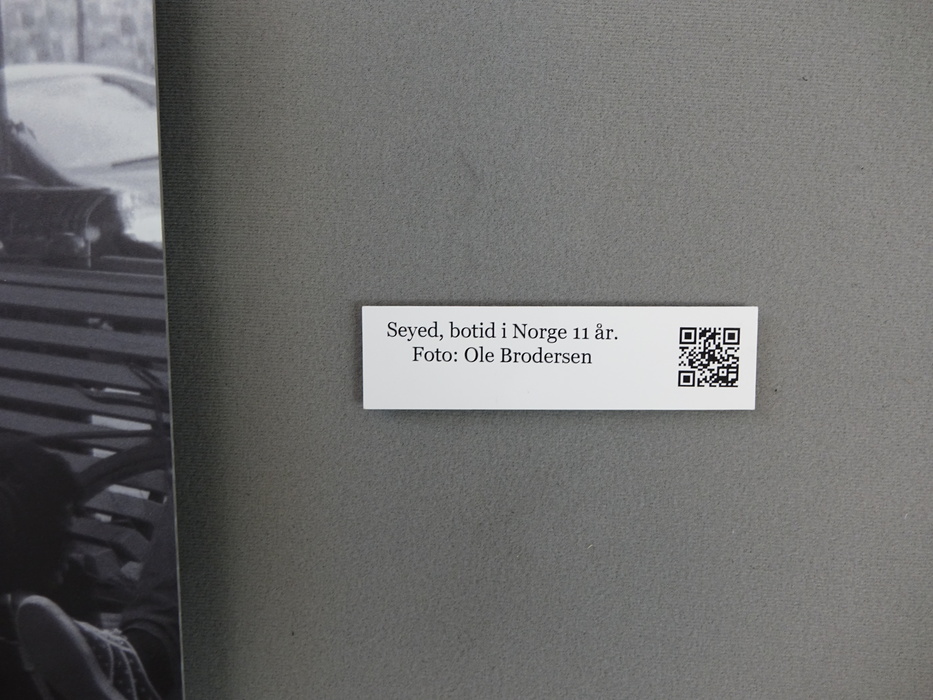 Seyed, botid i Norge 11 år.
Foto: Ole Brodersen